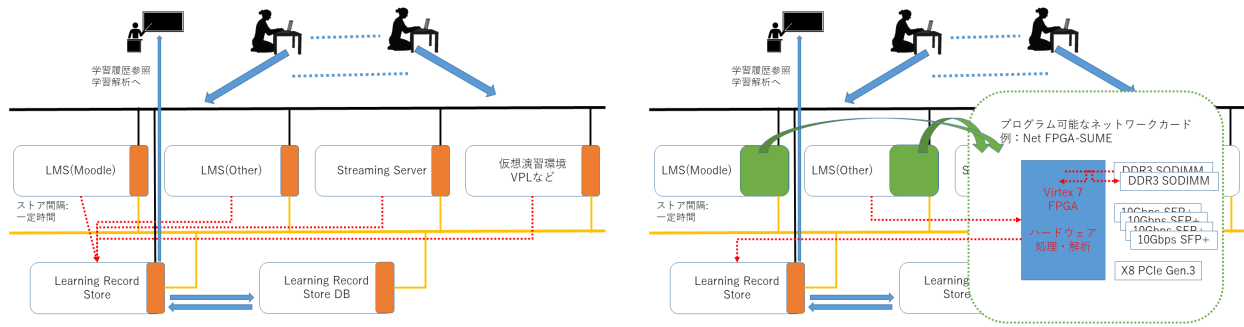 学習履歴参照
学習解析へ
LMS(Moodle)
LMS(Other)
Streaming Server
仮想演習環境
VPLなど
ストア間隔:
一定時間
Learning Record
Store
Learning Record
Store DB
学習履歴参照
学習解析へ
プログラム可能なネットワークカード
例：Net FPGA-SUME
LMS(Moodle)
LMS(Other)
S
ストア間隔:
一定時間
Virtex 7
FPGA
ハードウェア
処理・解析
DDR3 SODIMM
DDR3 SODIMM
10Gbps SFP+
10Gbps SFP+
10Gbps SFP+
10Gbps SFP+
X8 PCIe Gen.3
Learning Record
Store
Learning Rec
Store